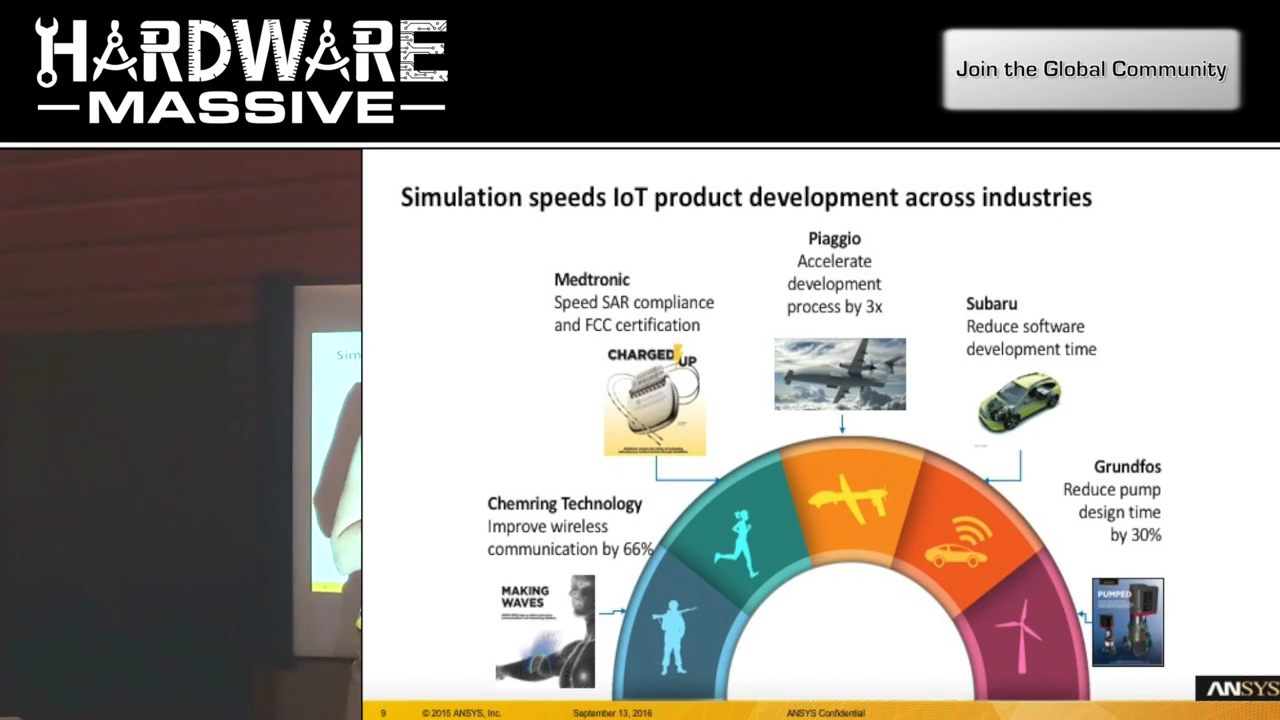 HARDWARE
MASSIVE
Join the Global Community
Sim
Simulation speeds IoT product development across industries
Piaggio
Accelerate
development
process by 3x
Medtronic
Speed SAR compliance
and FCC certification
CHARGED UP
Subaru
Reduce software
development time
Chemring Technology
Improve wireless
communication by 66%
MAKING
WAVES
Grundfos
Reduce pump
design time
by 30%
PUMPED
ANSYS
9 © 2015 ANSYS, Inc. September 13, 2016 ANSYS Confidential